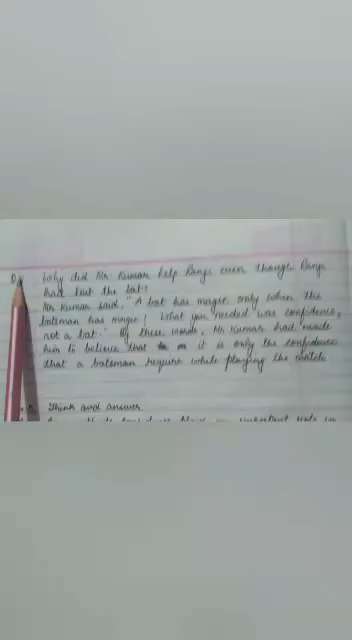 Why did Mr Kumar help Ranji even though Ranji
had lost the bat?
Mr Kumar said, "A bat has magic only when the
batsman has magic! What you needed was confidence,
not a bat." By these words, Mr Kumar had made
him to believe that it is only the confidence
that a batsman require while playing the match
Think and answer